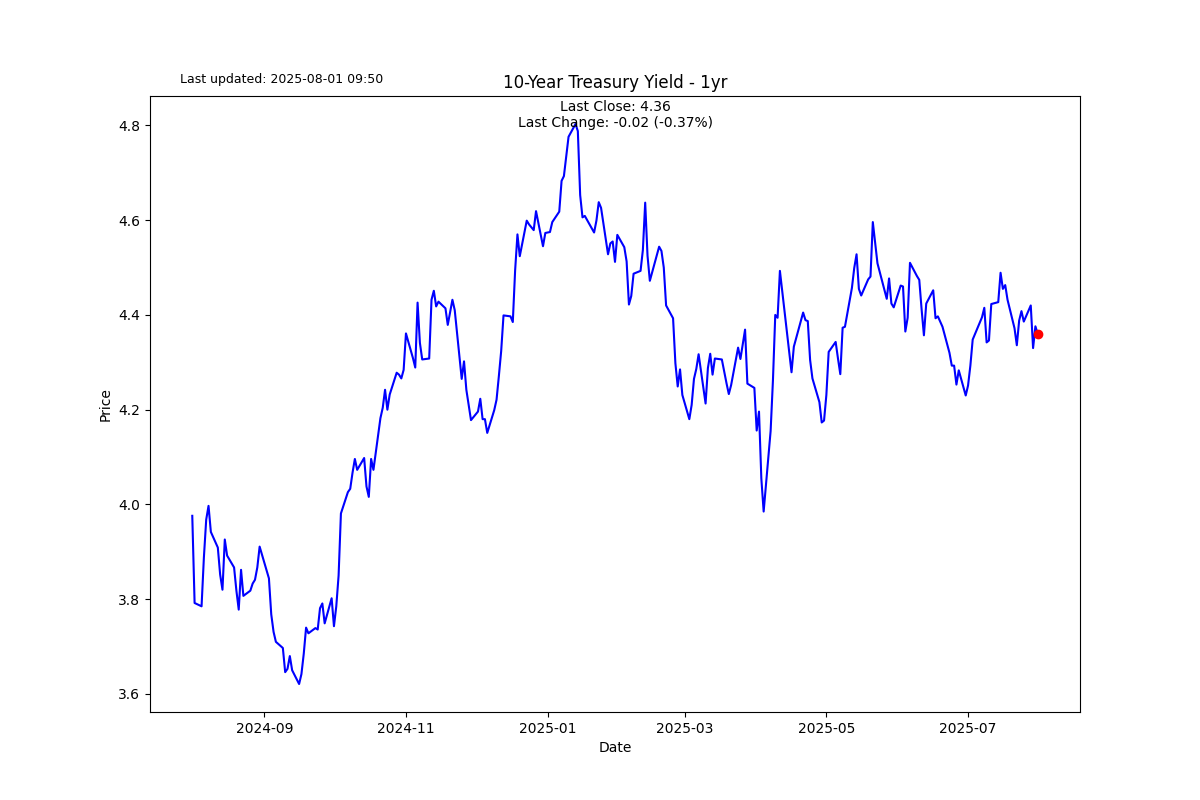 Last updated: 2025-08-01 09:50
10-Year Treasury Yield - 1yr
Last Close: 4.36
Last Change: -0.02 (-0.37%)
4.8
4.6
4.4
4.2
4.0
3.8
3.6
Price
2024-09
2024-11
2025-01
2025-03
2025-05
2025-07
Date